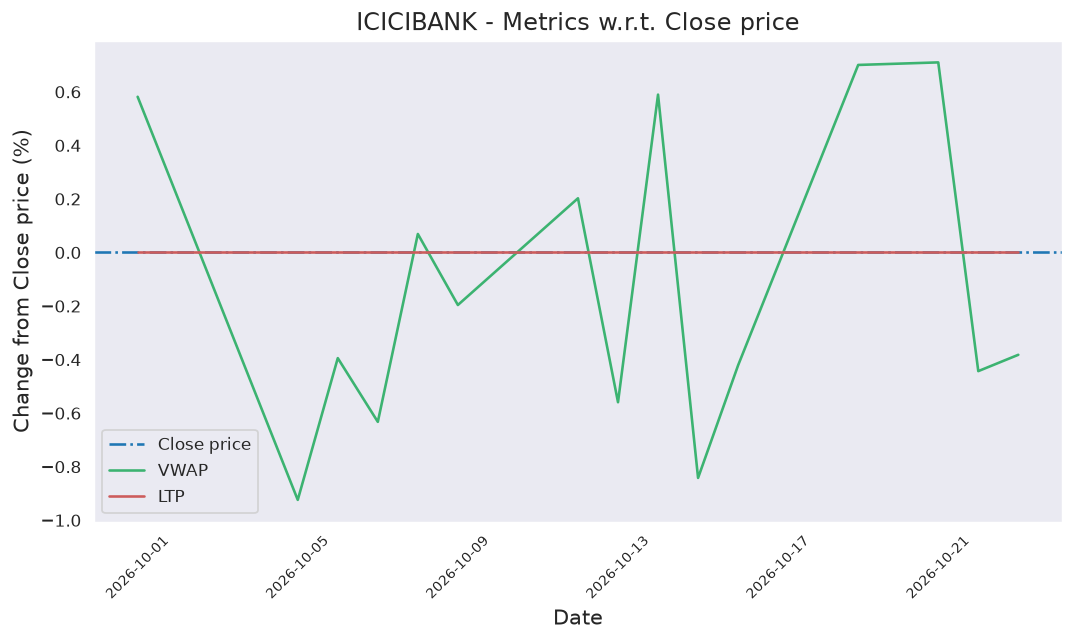 ICICIBANK - Metrics w.r.t. Close price
Change from Close price (%)
0.6
0.4
0.2
0.0
−0.2
−0.4
−0.6
−0.8
−1.0
Close price
VWAP
LTP
2026-10-01
2026-10-05
2026-10-09
2026-10-13
2026-10-17
2026-10-21
Date